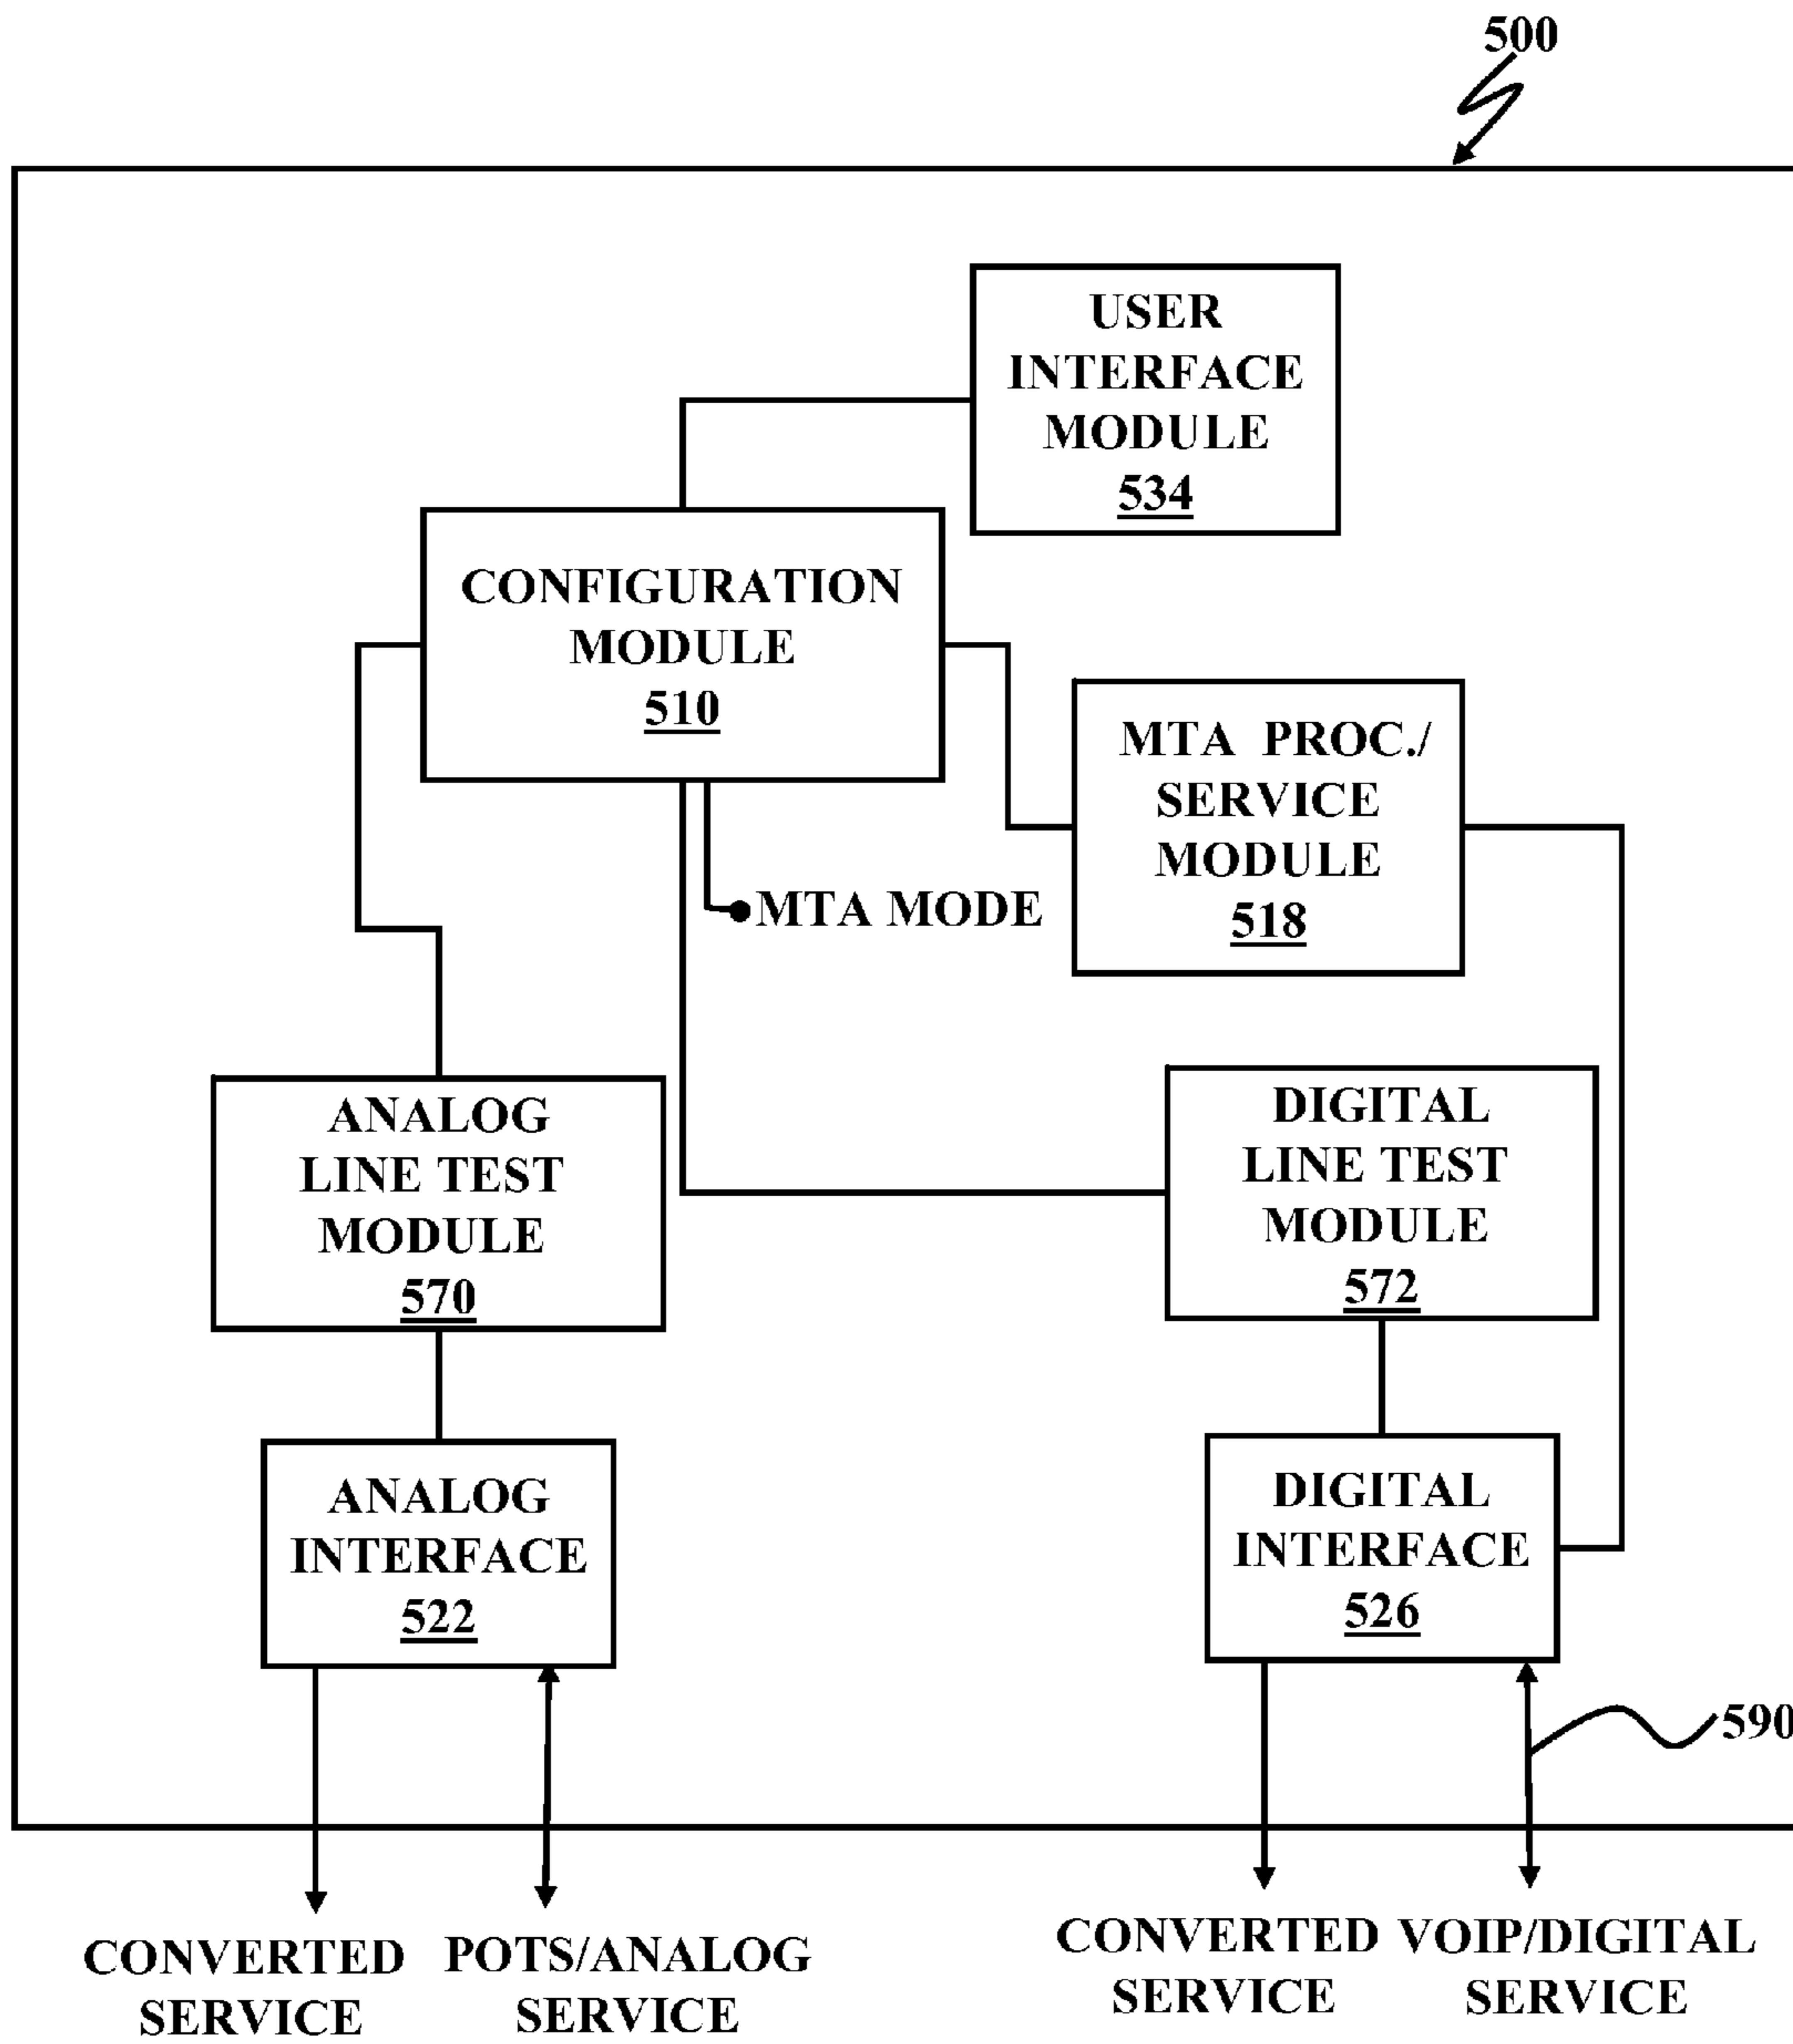 500
USER
INTERFACE
MODULE
534
CONFIGURATION
MODULE
510
MTA PROC./
SERVICE
MODULE
518
MTA MODE
ANALOG
LINE TEST
MODULE
570
DIGITAL
LINE TEST
MODULE
572
ANALOG
INTERFACE
522
DIGITAL
INTERFACE
526
590
CONVERTED
SERVICE
POTS/ANALOG
SERVICE
CONVERTED
SERVICE
VOIP/DIGITAL
SERVICE